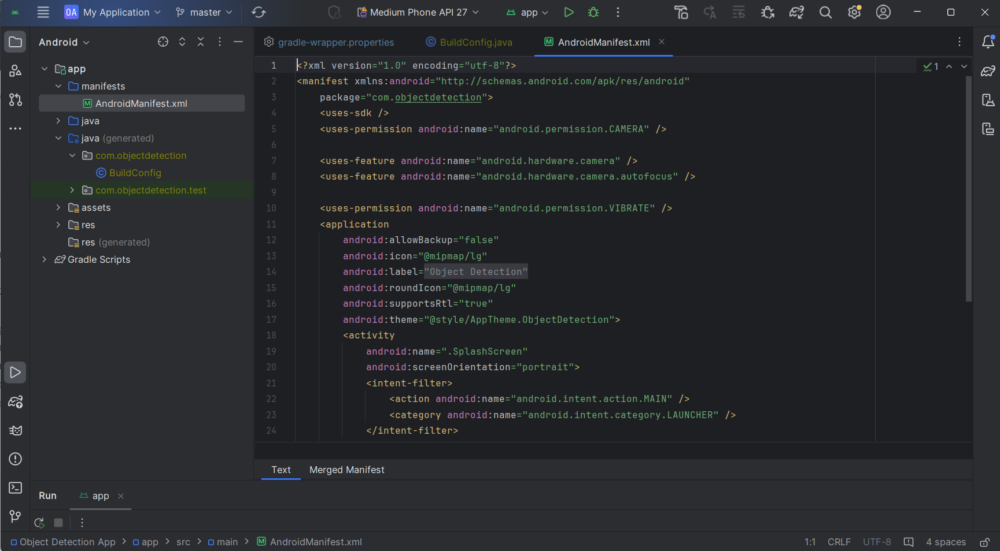 OA My Application master Medium Phone API 27 app
Android
gradle-wrapper.properties BuildConfig.java AndroidManifest.xml
app
manifests
AndroidManifest.xml
java
java (generated)
com.objectdetection
BuildConfig
com.objectdetection.test
assets
res
res (generated)
Gradle Scripts
1 <?xml version="1.0" encoding="utf-8"?> 1
2 <manifest xmlns:android="http://schemas.android.com/apk/res/android"
3 package="com.objectdetection">
4 <uses-sdk />
5 <uses-permission android:name="android.permission.CAMERA" />
6
7 <uses-feature android:name="android.hardware.camera" />
8 <uses-feature android:name="android.hardware.camera.autofocus" />
9
10 <uses-permission android:name="android.permission.VIBRATE" />
11 <application
12 android:allowBackup="false"
13 android:icon="@mipmap/lg"
14 android:label="Object Detection"
15 android:roundIcon="@mipmap/lg"
16 android:supportsRtl="true"
17 android:theme="@style/AppTheme.ObjectDetection">
18 <activity
19 android:name=".SplashScreen"
20 android:screenOrientation="portrait">
21 <intent-filter>
22 <action android:name="android.intent.action.MAIN" />
23 <category android:name="android.intent.category.LAUNCHER" />
24 </intent-filter>
Text Merged Manifest
Run app
Object Detection App > app > src > main > AndroidManifest.xml 1:1 CRLF UTF-8 4 spaces